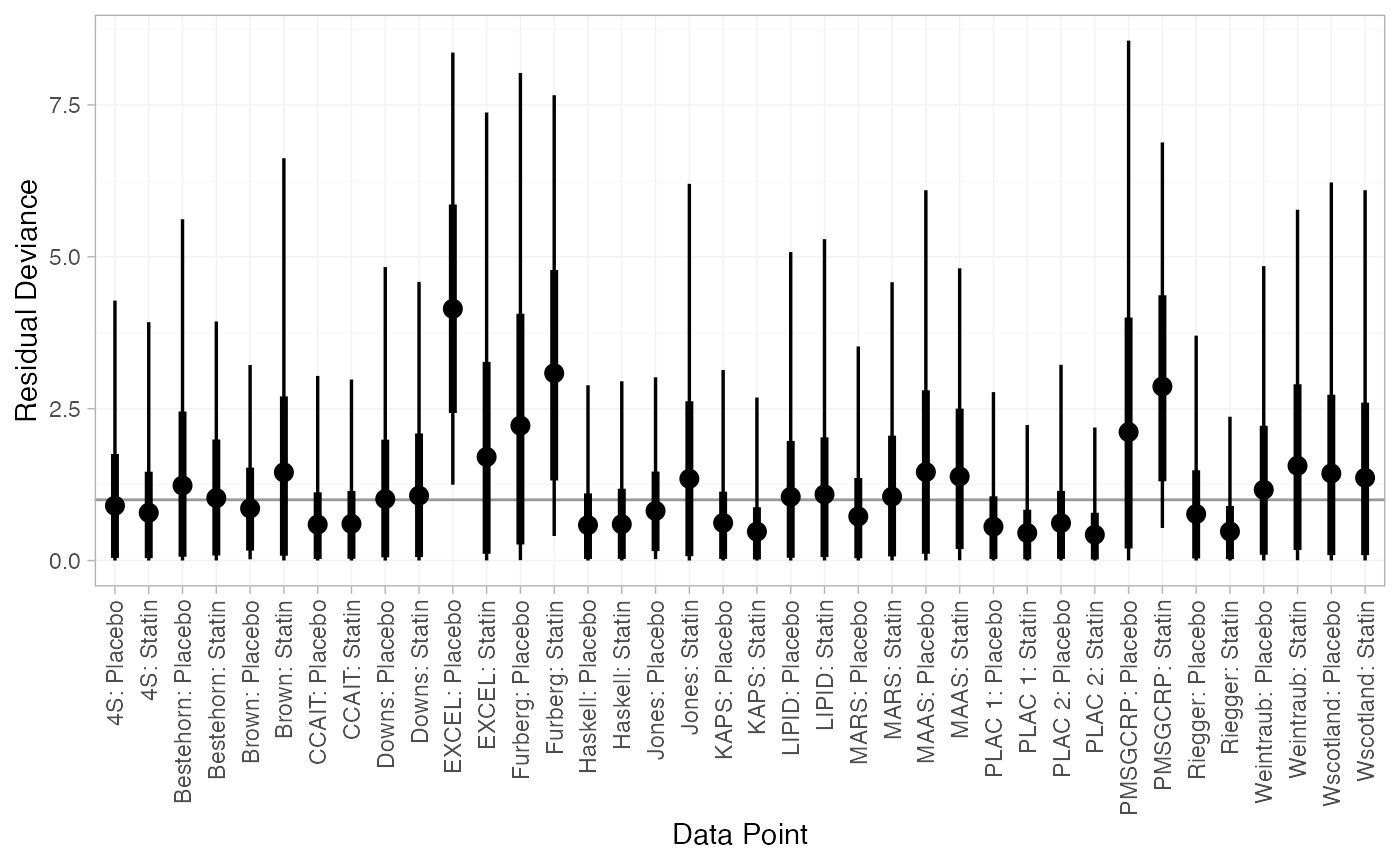 Residual Deviance
7.5
5.0
2.5
0.0
4S: Placebo
4S: Statin
Bestehorn: Placebo
Bestehorn: Statin
Brown: Placebo
Brown: Statin
CCAIT: Placebo
CCAIT: Statin
Downs: Placebo
Downs: Statin
EXCEL: Placebo
EXCEL: Statin
Furberg: Placebo
Furberg: Statin
Haskell: Placebo
Haskell: Statin
Jones: Placebo
Jones: Statin
KAPS: Placebo
KAPS: Statin
LIPID: Placebo
LIPID: Statin
MARS: Placebo
MARS: Statin
MAAS: Placebo
MAAS: Statin
PLAC 1: Placebo
PLAC 1: Statin
PLAC 2: Placebo
PLAC 2: Statin
PMSGCRP: Placebo
PMSGCRP: Statin
Riegger: Placebo
Riegger: Statin
Weintraub: Placebo
Weintraub: Statin
Wscotland: Placebo
Wscotland: Statin
Data Point